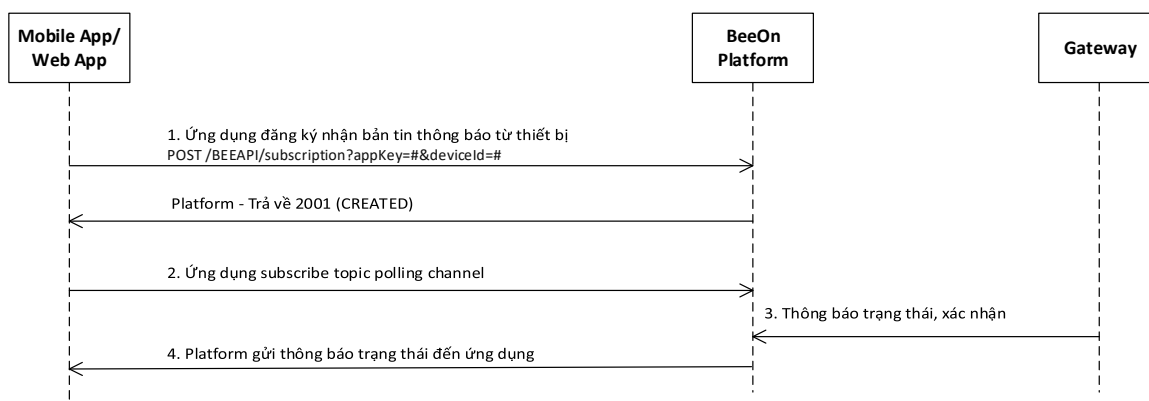 Mobile App/
Web App
BeeOn
Platform
Gateway
1. Ứng dụng đăng ký nhận bản tin thông báo từ thiết bị
POST /BEEAPI/subscription?appKey=#&deviceId=#
Platform - Trả về 2001 (CREATED)
2. Ứng dụng subscribe topic polling channel
3. Thông báo trạng thái, xác nhận
4. Platform gửi thông báo trạng thái đến ứng dụng